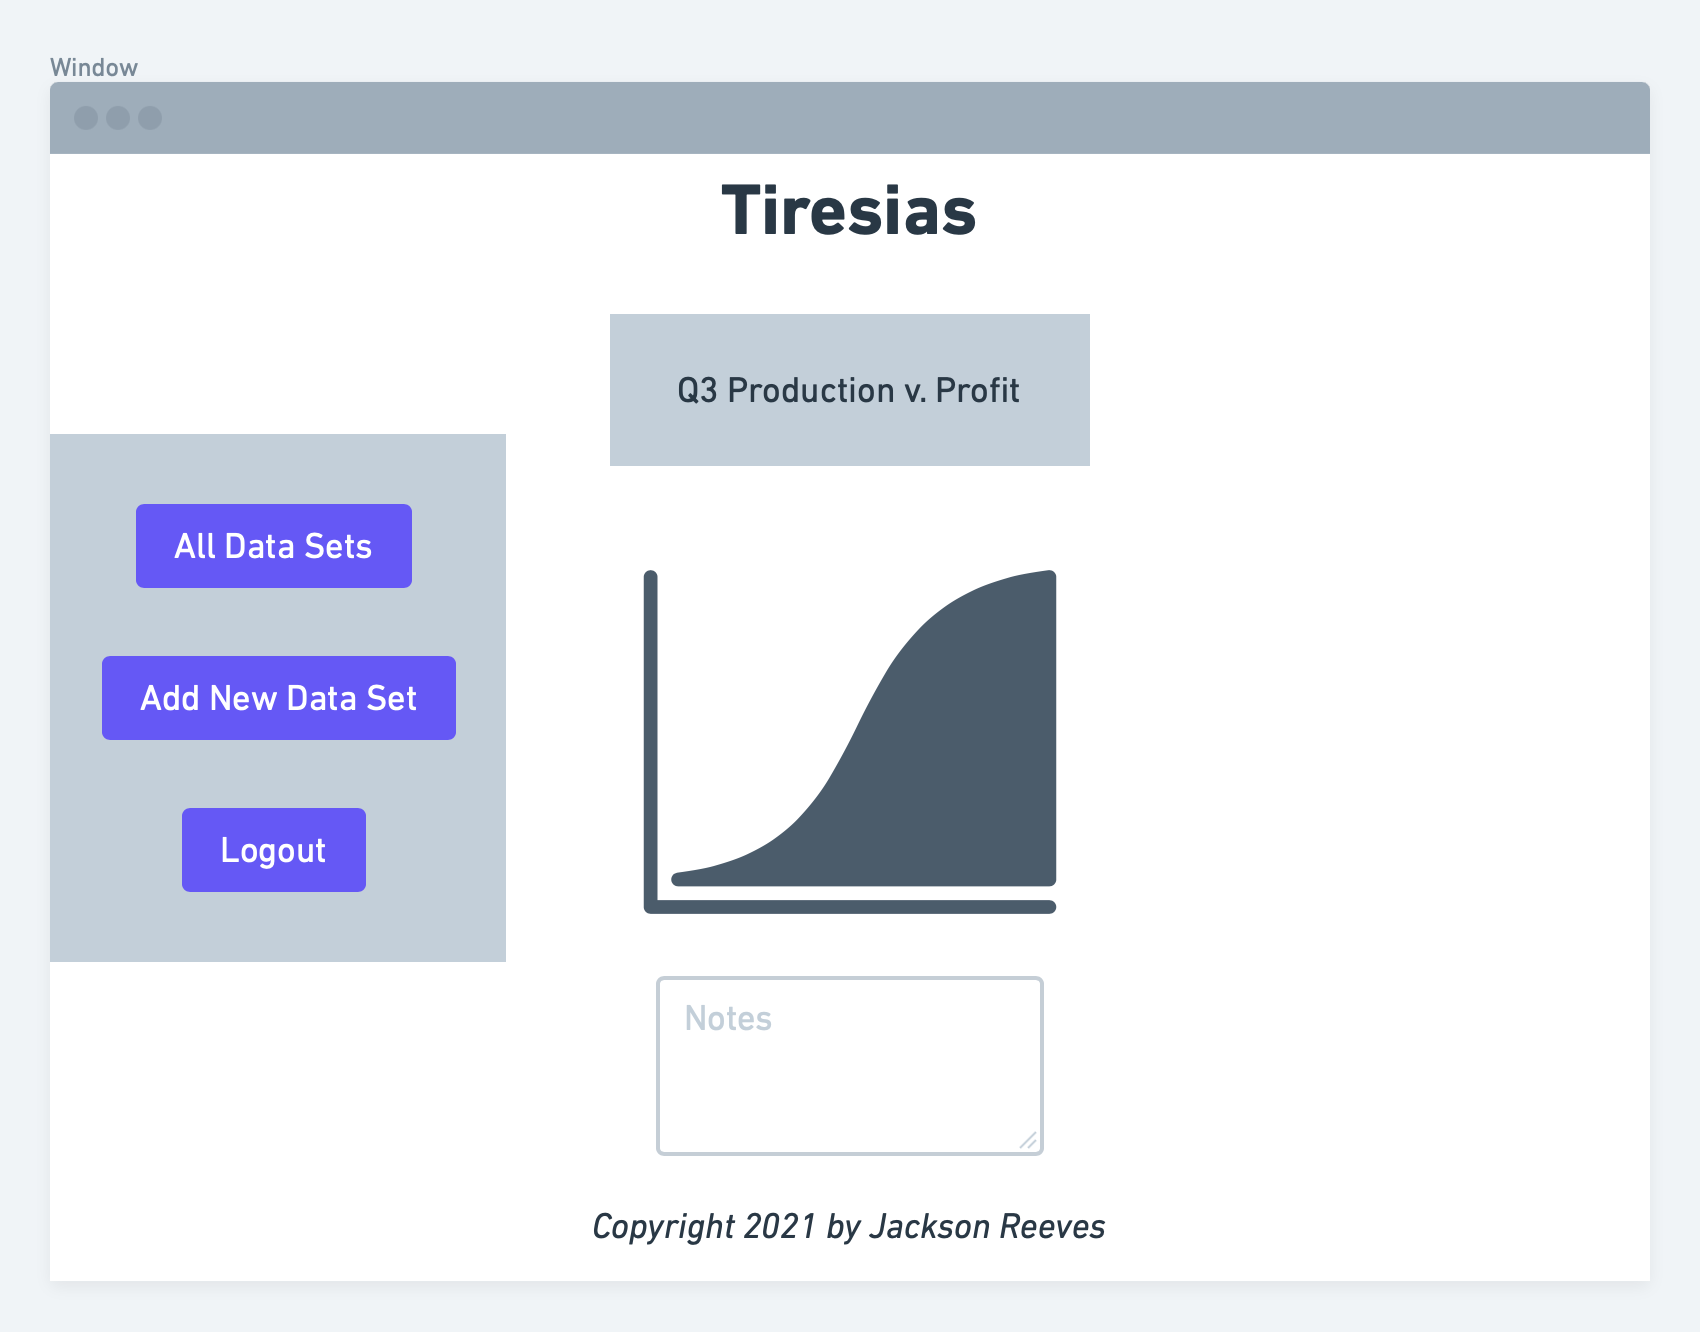 Window
Tiresias
Q3 Production v. Profit
All Data Sets
Add New Data Set
Logout
Notes
Copyright 2021 by Jackson Reeves